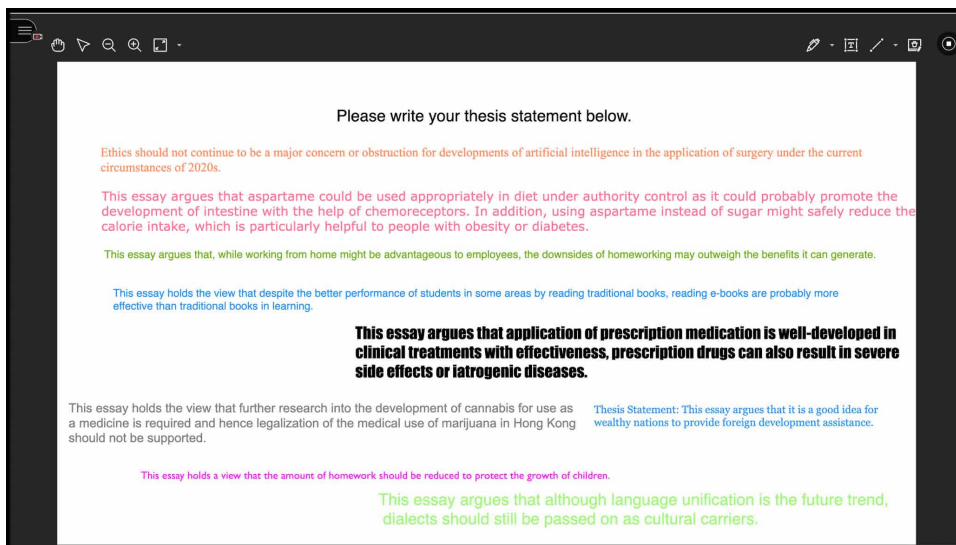 Please write your thesis statement below.
Ethics should not continue to be a major concern or obstruction for developments of artificial intelligence in the application of surgery under the current
circumstances of 2020s.
This essay argues that aspartame could be used appropriately in diet under authority control as it could probably promote the
development of intestine with the help of chemoreceptors. In addition, using aspartame instead of sugar might safely reduce the
calorie intake, which is particularly helpful to people with obesity or diabetes.
This essay argues that, while working from home might be advantageous to employees, the downsides of homeworking may outweigh the benefits it can generate.
This essay holds the view that despite the better performance of students in some areas by reading traditional books, reading e-books are probably more
effective than traditional books in learning.
This essay argues that application of prescription medication is well-developed in
clinical treatments with effectiveness, prescription drugs can also result in severe
side effects or iatrogenic diseases.
This essay holds the view that further research into the development of cannabis for use as
a medicine is required and hence legalization of the medical use of marijuana in Hong Kong
should not be supported.
Thesis Statement: This essay argues that it is a good idea for
wealthy nations to provide foreign development assistance.
This essay holds a view that the amount of homework should be reduced to protect the growth of children.
This essay argues that although language unification is the future trend,
dialects should still be passed on as cultural carriers.